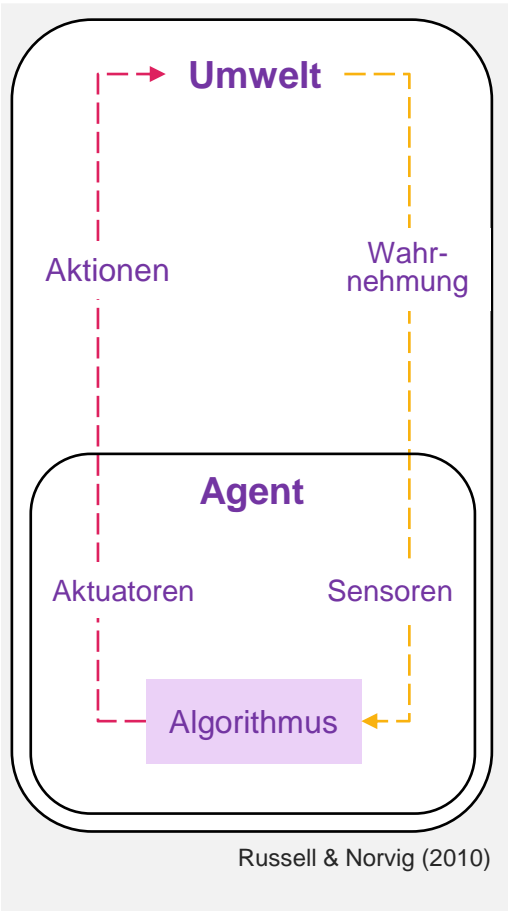 Umwelt
Aktionen
Wahr-
nehmung
Agent
Aktuatoren
Sensoren
Algorithmus
Russell & Norvig (2010)